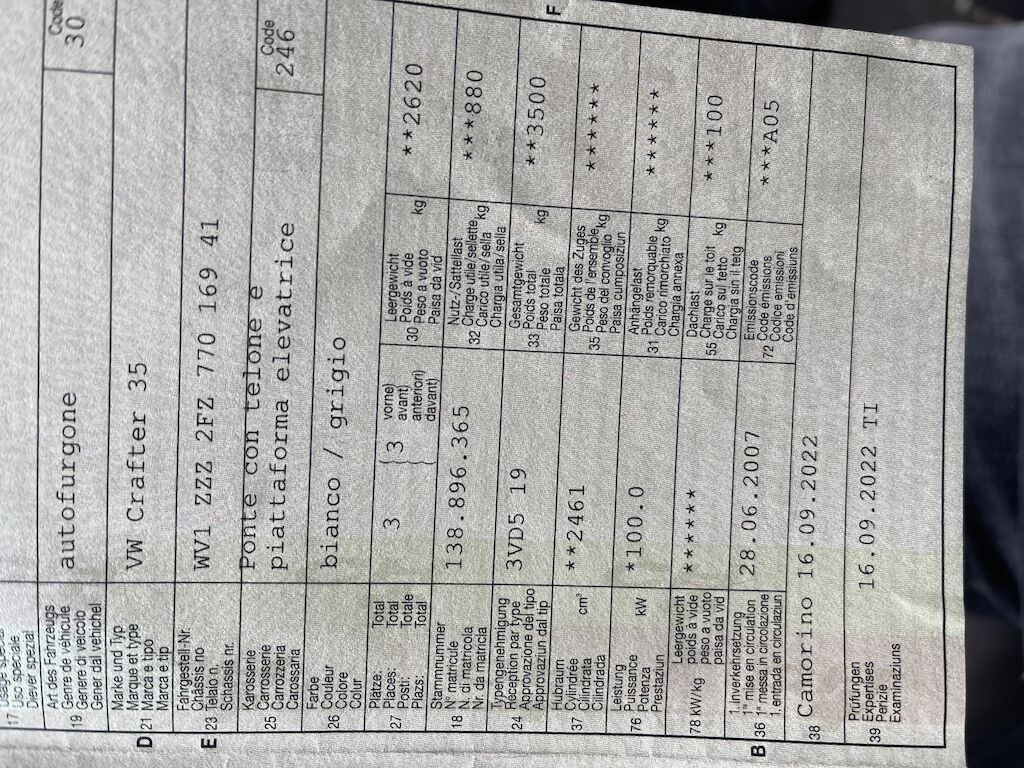 17 Uso speciale
Diever spezial
Art des Fahrzeugs
Genre de véhicule
19 Genere di veicolo
Gener dal vehichel
autofurgone
Code
30
Marke und Typ
Marque et type
D 21 Marca e tipo
Marca e tip
VW Crafter 35
Fahrgestell-Nr.
Châssis no
E 23 Telaio n.
Schassis nr.
WV1 ZZZ 2FZ 770 169 41
Karosserie
Carrosserie
25 Carrozzeria
Carossaria
Ponte con telone e
piattaforma elevatrice
Code
246
Farbe
Couleur
26 Colore
Colur
bianco / grigio
Plätze: Total
Places: Total
27 Posti: Totale
Plazs: Total
3 { 3
vorne)
avant)
anteriori)
davant)
Leergewicht
Poids à vide
30 Peso a vuoto kg
Paisa da vid
**2620
Stammnummer
N° matricule
18 N. di matricola
Nr. da matricla
138.896.365
Nutz-/Sattellast
Charge utile/sellette
32 Carico utile/sella kg
Chargia utila/sella
***880
Typengenehmigung
Réception par type
24 Approvazione del tipo
Approvaziun dal tip
3VD5 19
Gesamtgewicht
Poids total
33 Peso totale kg
Paisa totala
**3500
Hubraum
Cylindrée
37 Cilindrata cm³
Cilindrada
**2461
Gewicht des Zuges
Poids de l'ensemble
35 Peso del convoglio kg
Paisa cumposiziun
*******
Leistung
Puissance
76 Potenza kW
Prestaziun
*100.0
Anhängelast
Poids remorquable
31 Carico rimorchiato kg
Chargia annexa
******
Leergewicht
poids à vide
78 kW/kg peso a vuoto
paisa da vid
******
Dachlast
Charge sur le toit
55 Carico sul tetto kg
Chargia sin il tetg
***100
1. Inverkehrsetzung
1re mise en circulation
B 36 1a messa in circolazione
1. entrada en circulaziun
28.06.2007
Emissionscode
Code émissions
72 Codice emissioni
Code d'emissiuns
***A05
38 Camorino 16.09.2022
Prüfungen
Expertises
39 Perizie
Examinaziuns
16.09.2022 TI
F